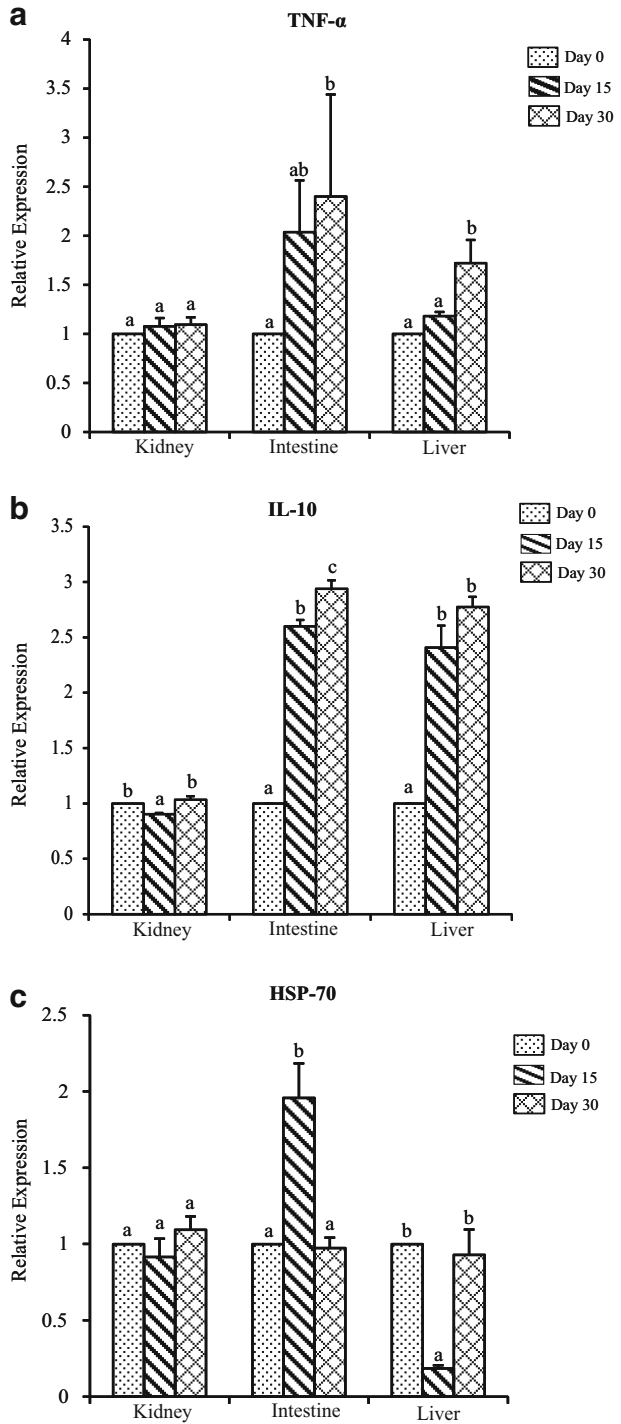 a
TNF-α
4
3.5
3
2.5
2
1.5
1
0.5
0
Relative Expression
a a a
a ab b
a a b
Kidney Intestine Liver
Day 0
Day 15
Day 30
b
IL-10
3.5
3
2.5
2
1.5
1
0.5
0
Relative Expression
b a b
a b c
a b b
Kidney Intestine Liver
Day 0
Day 15
Day 30
c
HSP-70
2.5
2
1.5
1
0.5
0
Relative Expression
a a a
a b a
b a b
Kidney Intestine Liver
Day 0
Day 15
Day 30